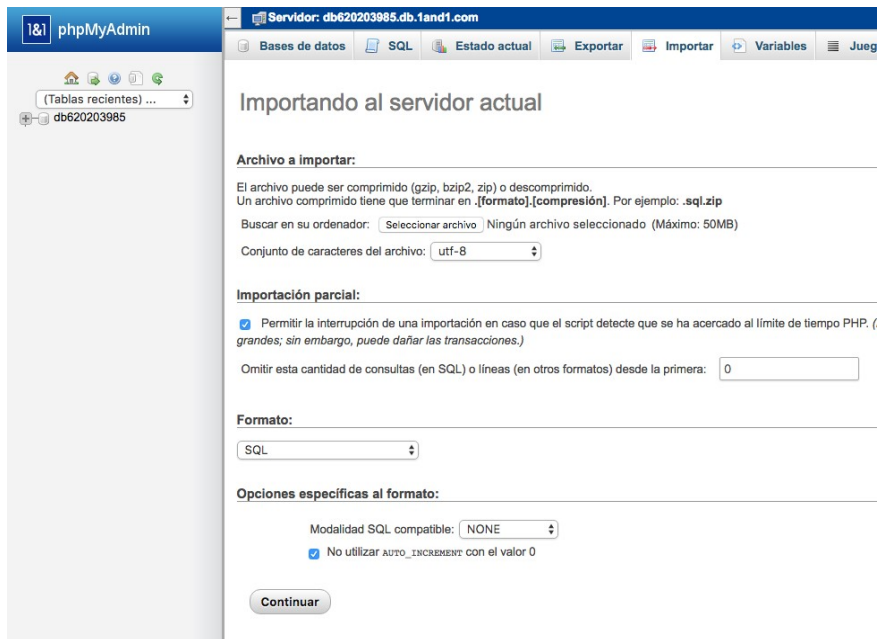 1&1 phpMyAdmin
(Tablas recientes) ...
db620203985
Servidor: db620203985.db.1and1.com
Bases de datos SQL Estado actual Exportar Importar Variables Jueg
Importando al servidor actual
Archivo a importar:
El archivo puede ser comprimido (gzip, bzip2, zip) o descomprimido.
Un archivo comprimido tiene que terminar en .[formato].[compresión]. Por ejemplo: .sql.zip
Buscar en su ordenador: Seleccionar archivo Ningún archivo seleccionado (Máximo: 50MB)
Conjunto de caracteres del archivo: utf-8
Importación parcial:
Permitir la interrupción de una importación en caso que el script detecte que se ha acercado al límite de tiempo PHP. (
grandes; sin embargo, puede dañar las transacciones.)
Omitir esta cantidad de consultas (en SQL) o líneas (en otros formatos) desde la primera: 0
Formato:
SQL
Opciones específicas al formato:
Modalidad SQL compatible: NONE
No utilizar AUTO_INCREMENT con el valor 0
Continuar